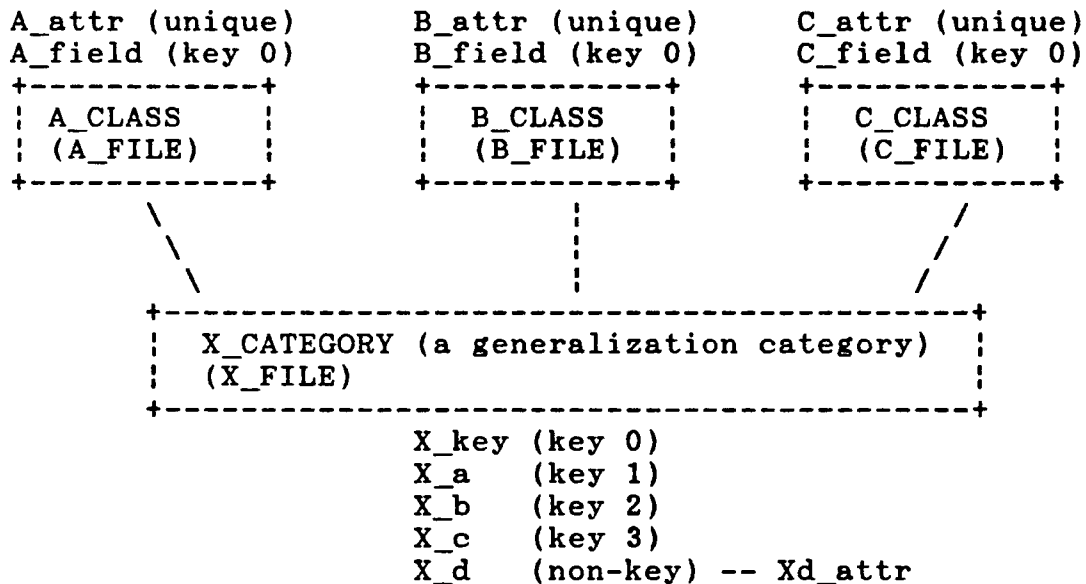 A_attr (unique) B_attr (unique) C_attr (unique)
A_field (key 0) B_field (key 0) C_field (key 0)
A_CLASS B_CLASS C_CLASS
(A_FILE) (B_FILE) (C_FILE)
X_CATEGORY (a generalization category)
(X_FILE)
X_key (key 0)
X_a (key 1)
X_b (key 2)
X_c (key 3)
X_d (non-key) -- Xd_attr